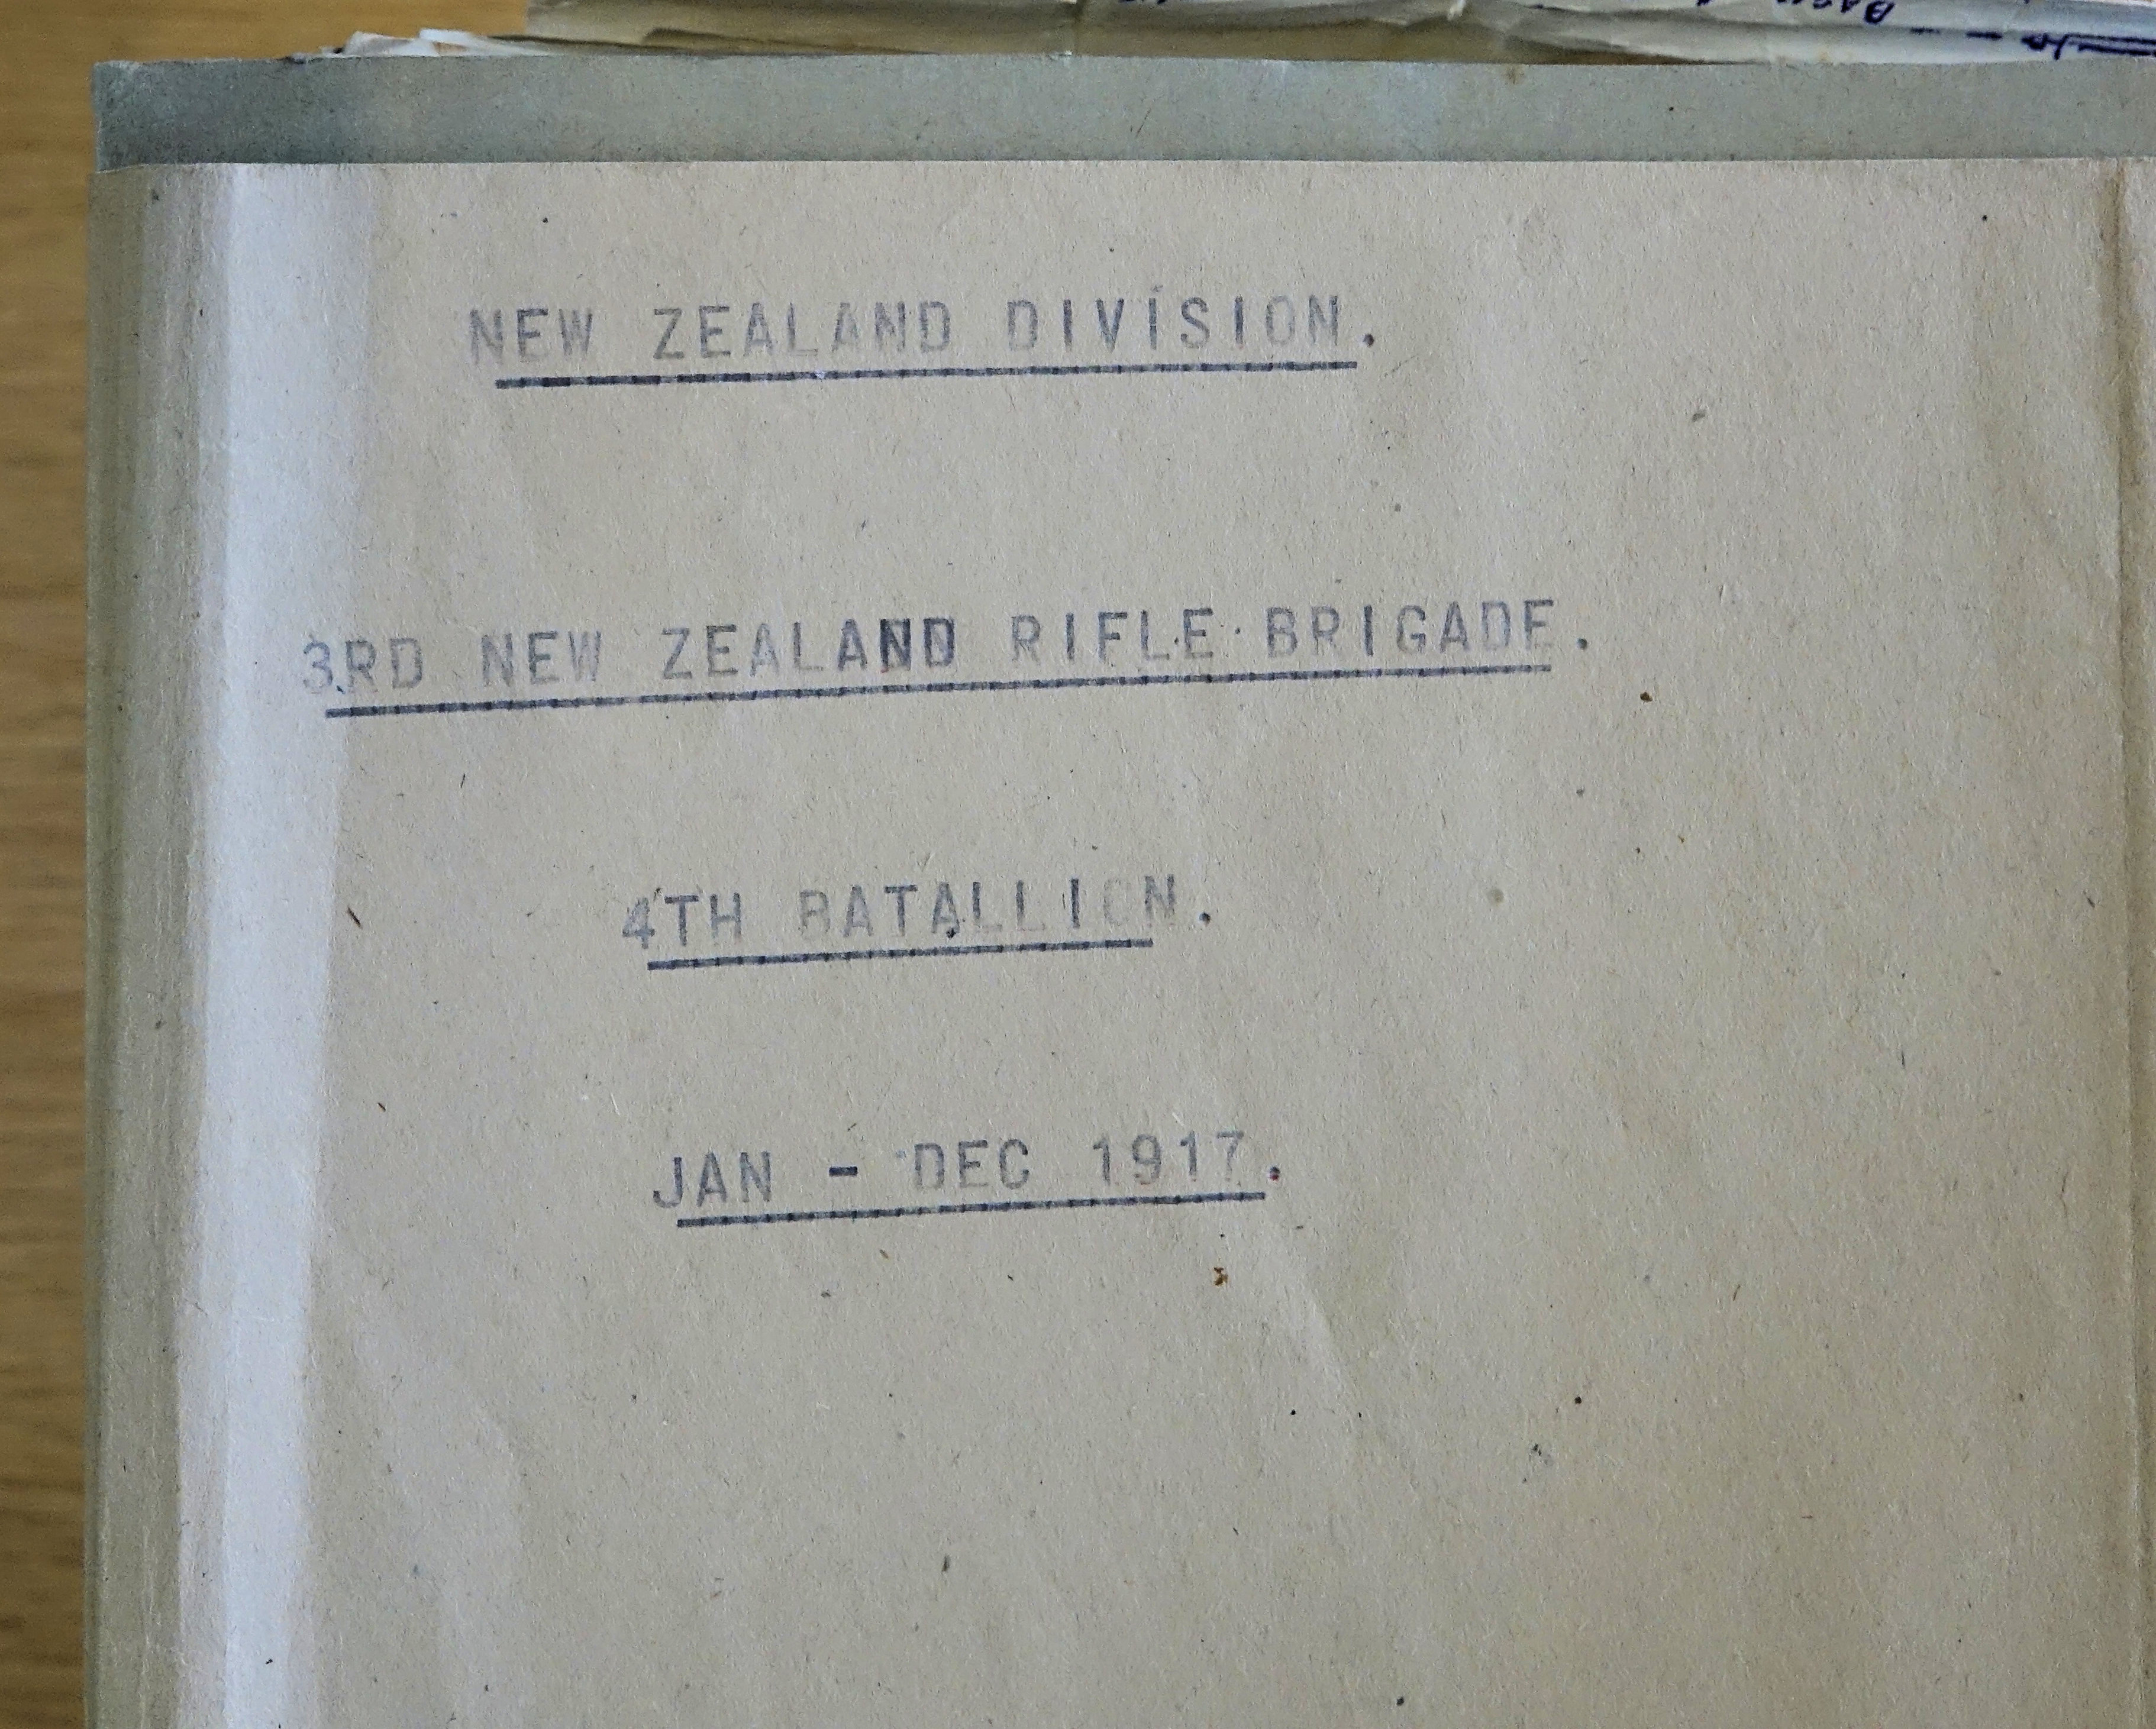 NEW ZEALAND DIVISION.
3RD NEW ZEALAND RIFLE BRIGADE.
4TH BATALLION.
JAN - DEC 1917.